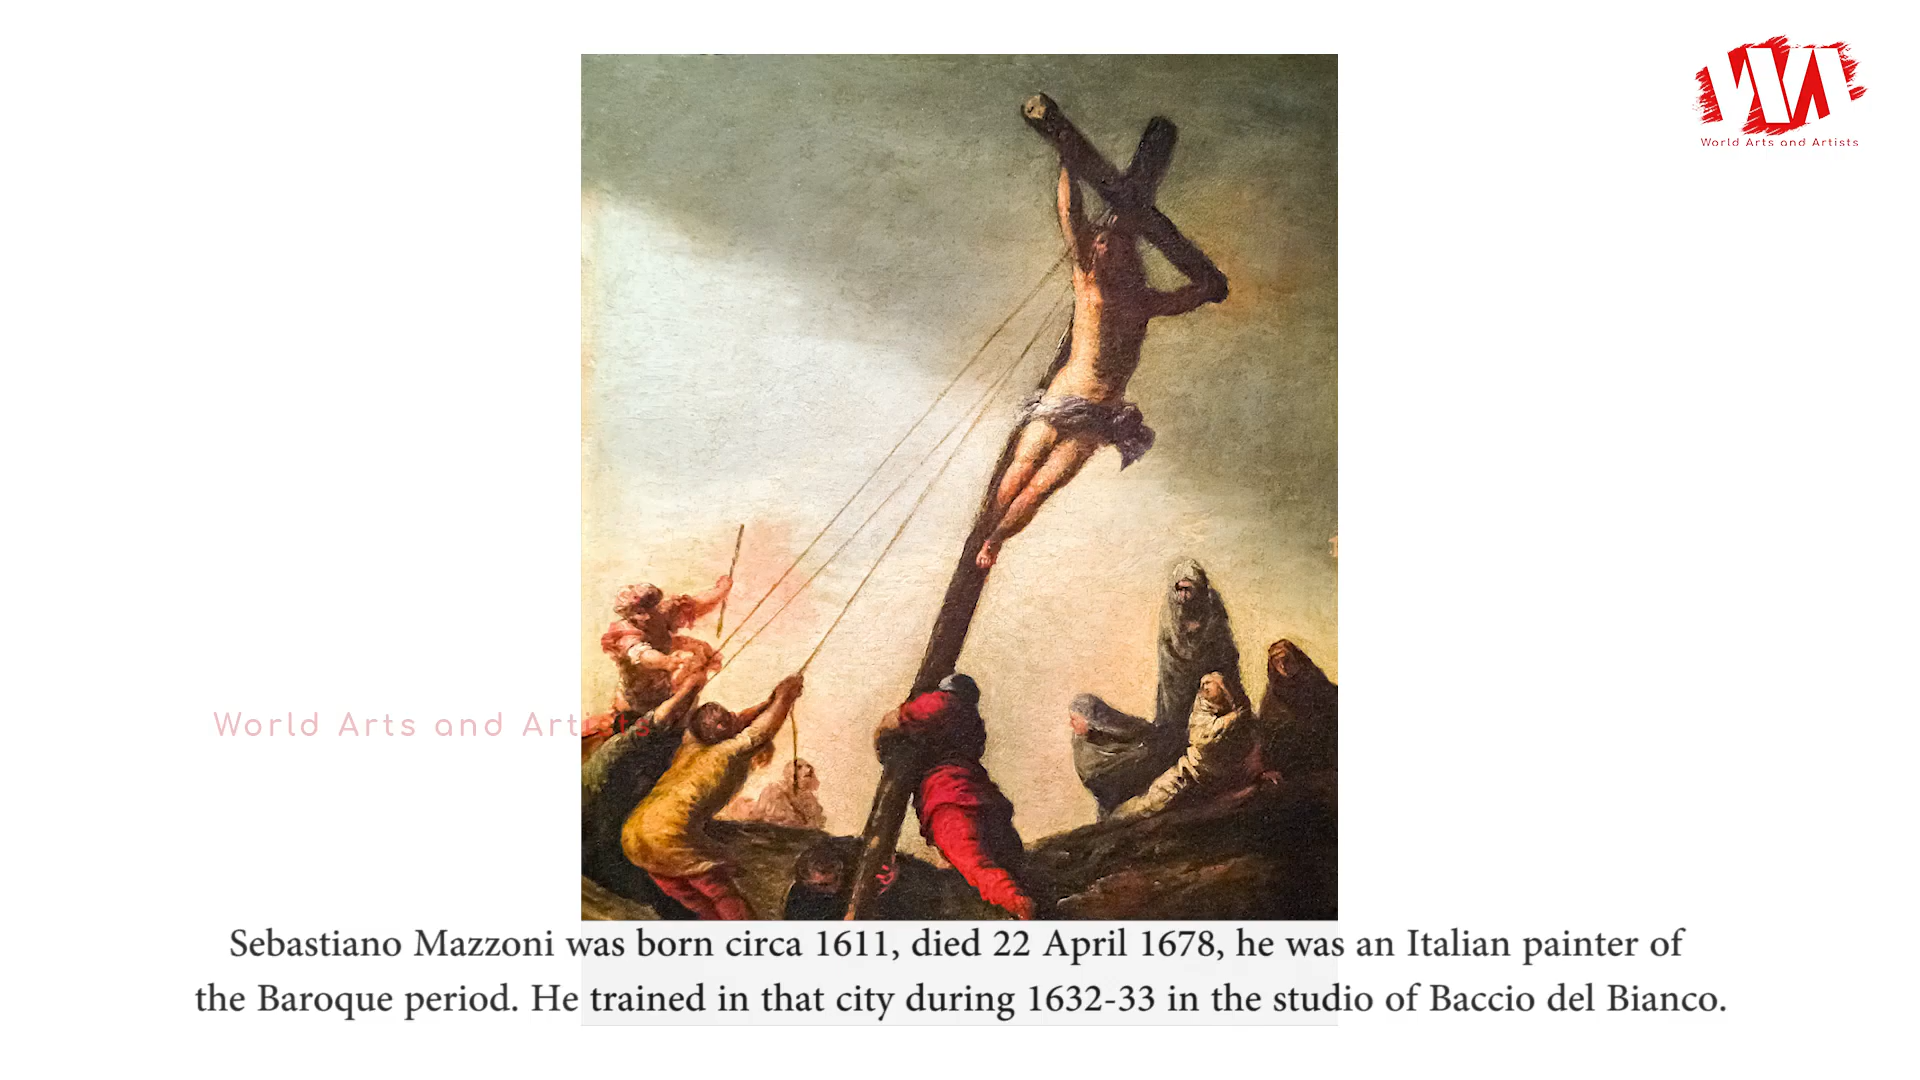 World Arts and Artists
World Arts and Artists
Sebastiano Mazzoni was born circa 1611, died 22 April 1678, he was an Italian painter of
the Baroque period. He trained in that city during 1632-33 in the studio of Baccio del Bianco.